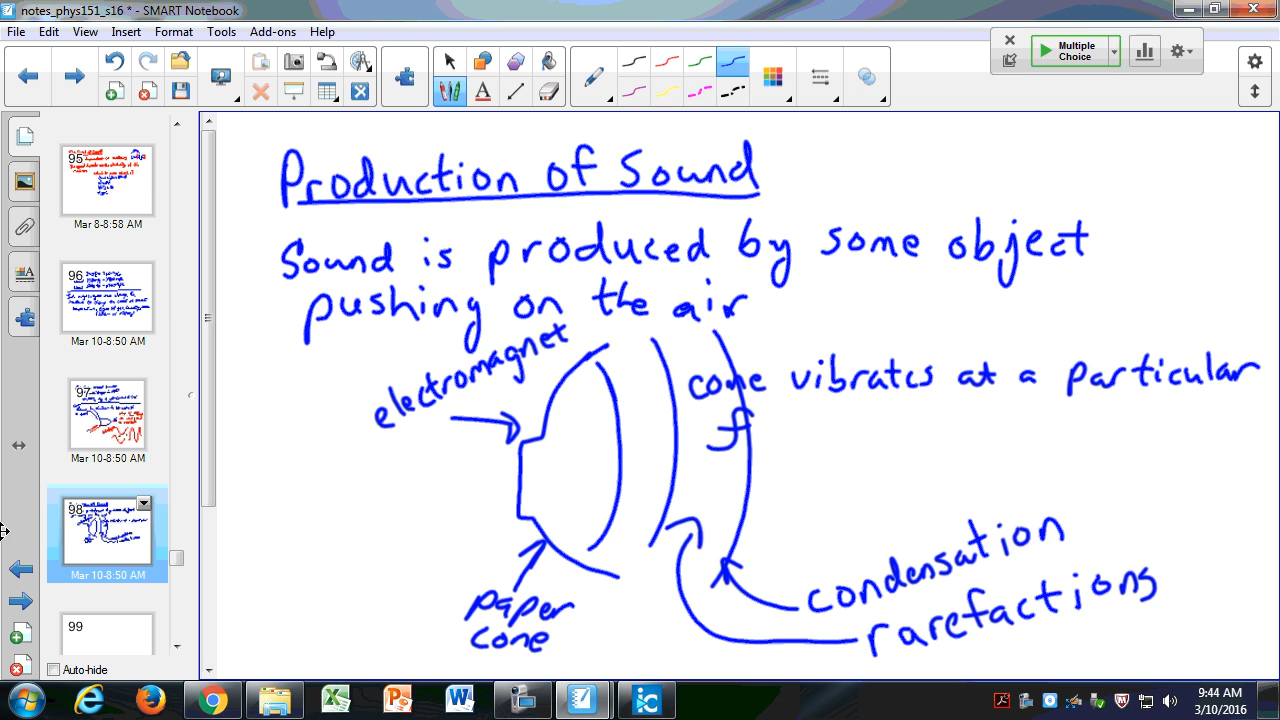 notes_phys151_s16 * - SMART Notebook
File Edit View Insert Format Tools Add-ons Help
Multiple
Choice
95
Mar 8-8:58 AM
96
Mar 10-8:50 AM
97
Mar 10-8:50 AM
98
Mar 10-8:50 AM
99
Auto-hide
Production of Sound
Sound is produced by some object
pushing on the air
electromagnet
cone vibrates at a particular
f
paper
cone
condensation
rarefactions
9:44 AM
3/10/2016